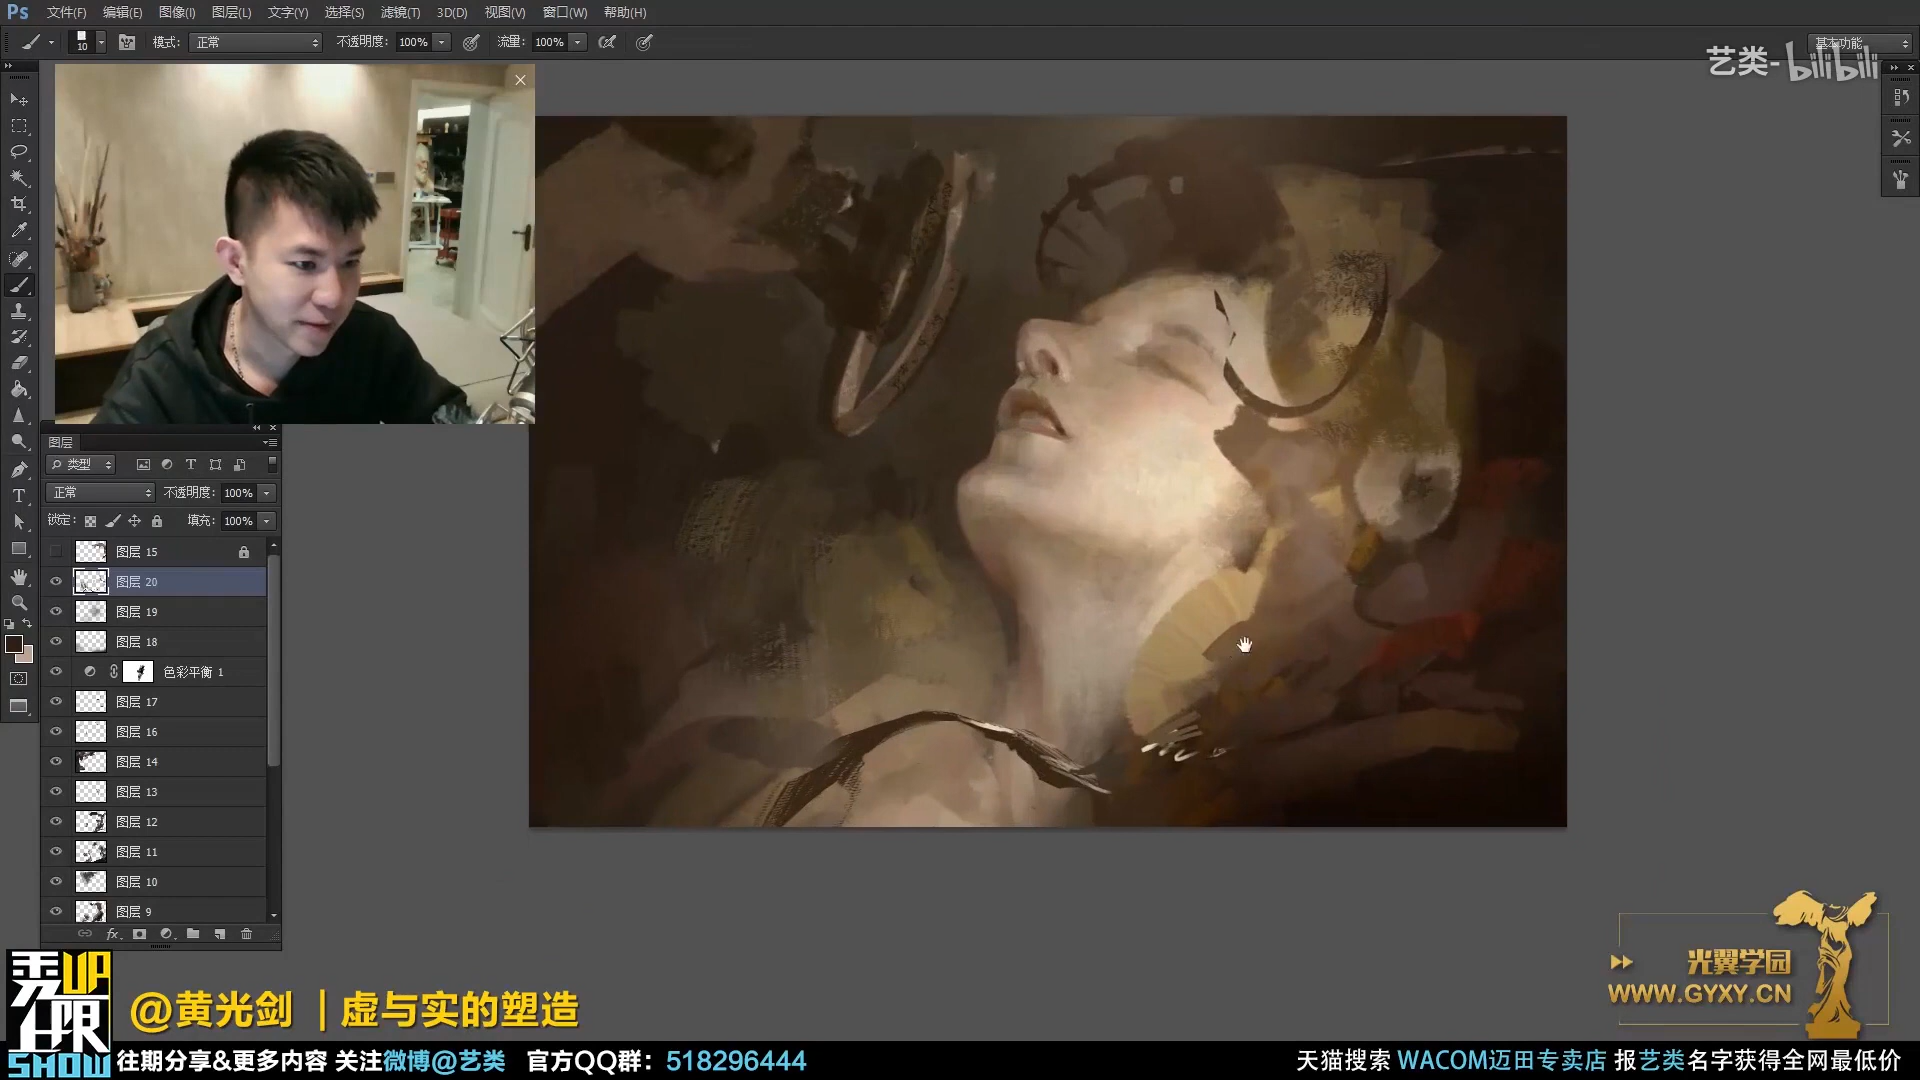 Ps 文件(F) 编辑(E) 图像(I) 图层(L) 文字(Y) 选择(S) 滤镜(T) 3D(D) 视图(V) 窗口(W) 帮助(H)
10 模式: 正常 不透明度: 100% 流量: 100% 基本功能
艺类-bilibili
图层
类型
正常 不透明度: 100%
锁定: 填充: 100%
图层 15
图层 20
图层 19
图层 18
色彩平衡 1
图层 17
图层 16
图层 14
图层 13
图层 12
图层 11
图层 10
图层 9
fx
T
光翼学园
WWW.GYXY.CN
UP
SHOW
@黄光剑 | 虚与实的塑造
往期分享&更多内容 关注微博@艺类 官方QQ群: 518296444
天猫搜索 WACOM迈田专卖店 报艺类名字获得全网最低价